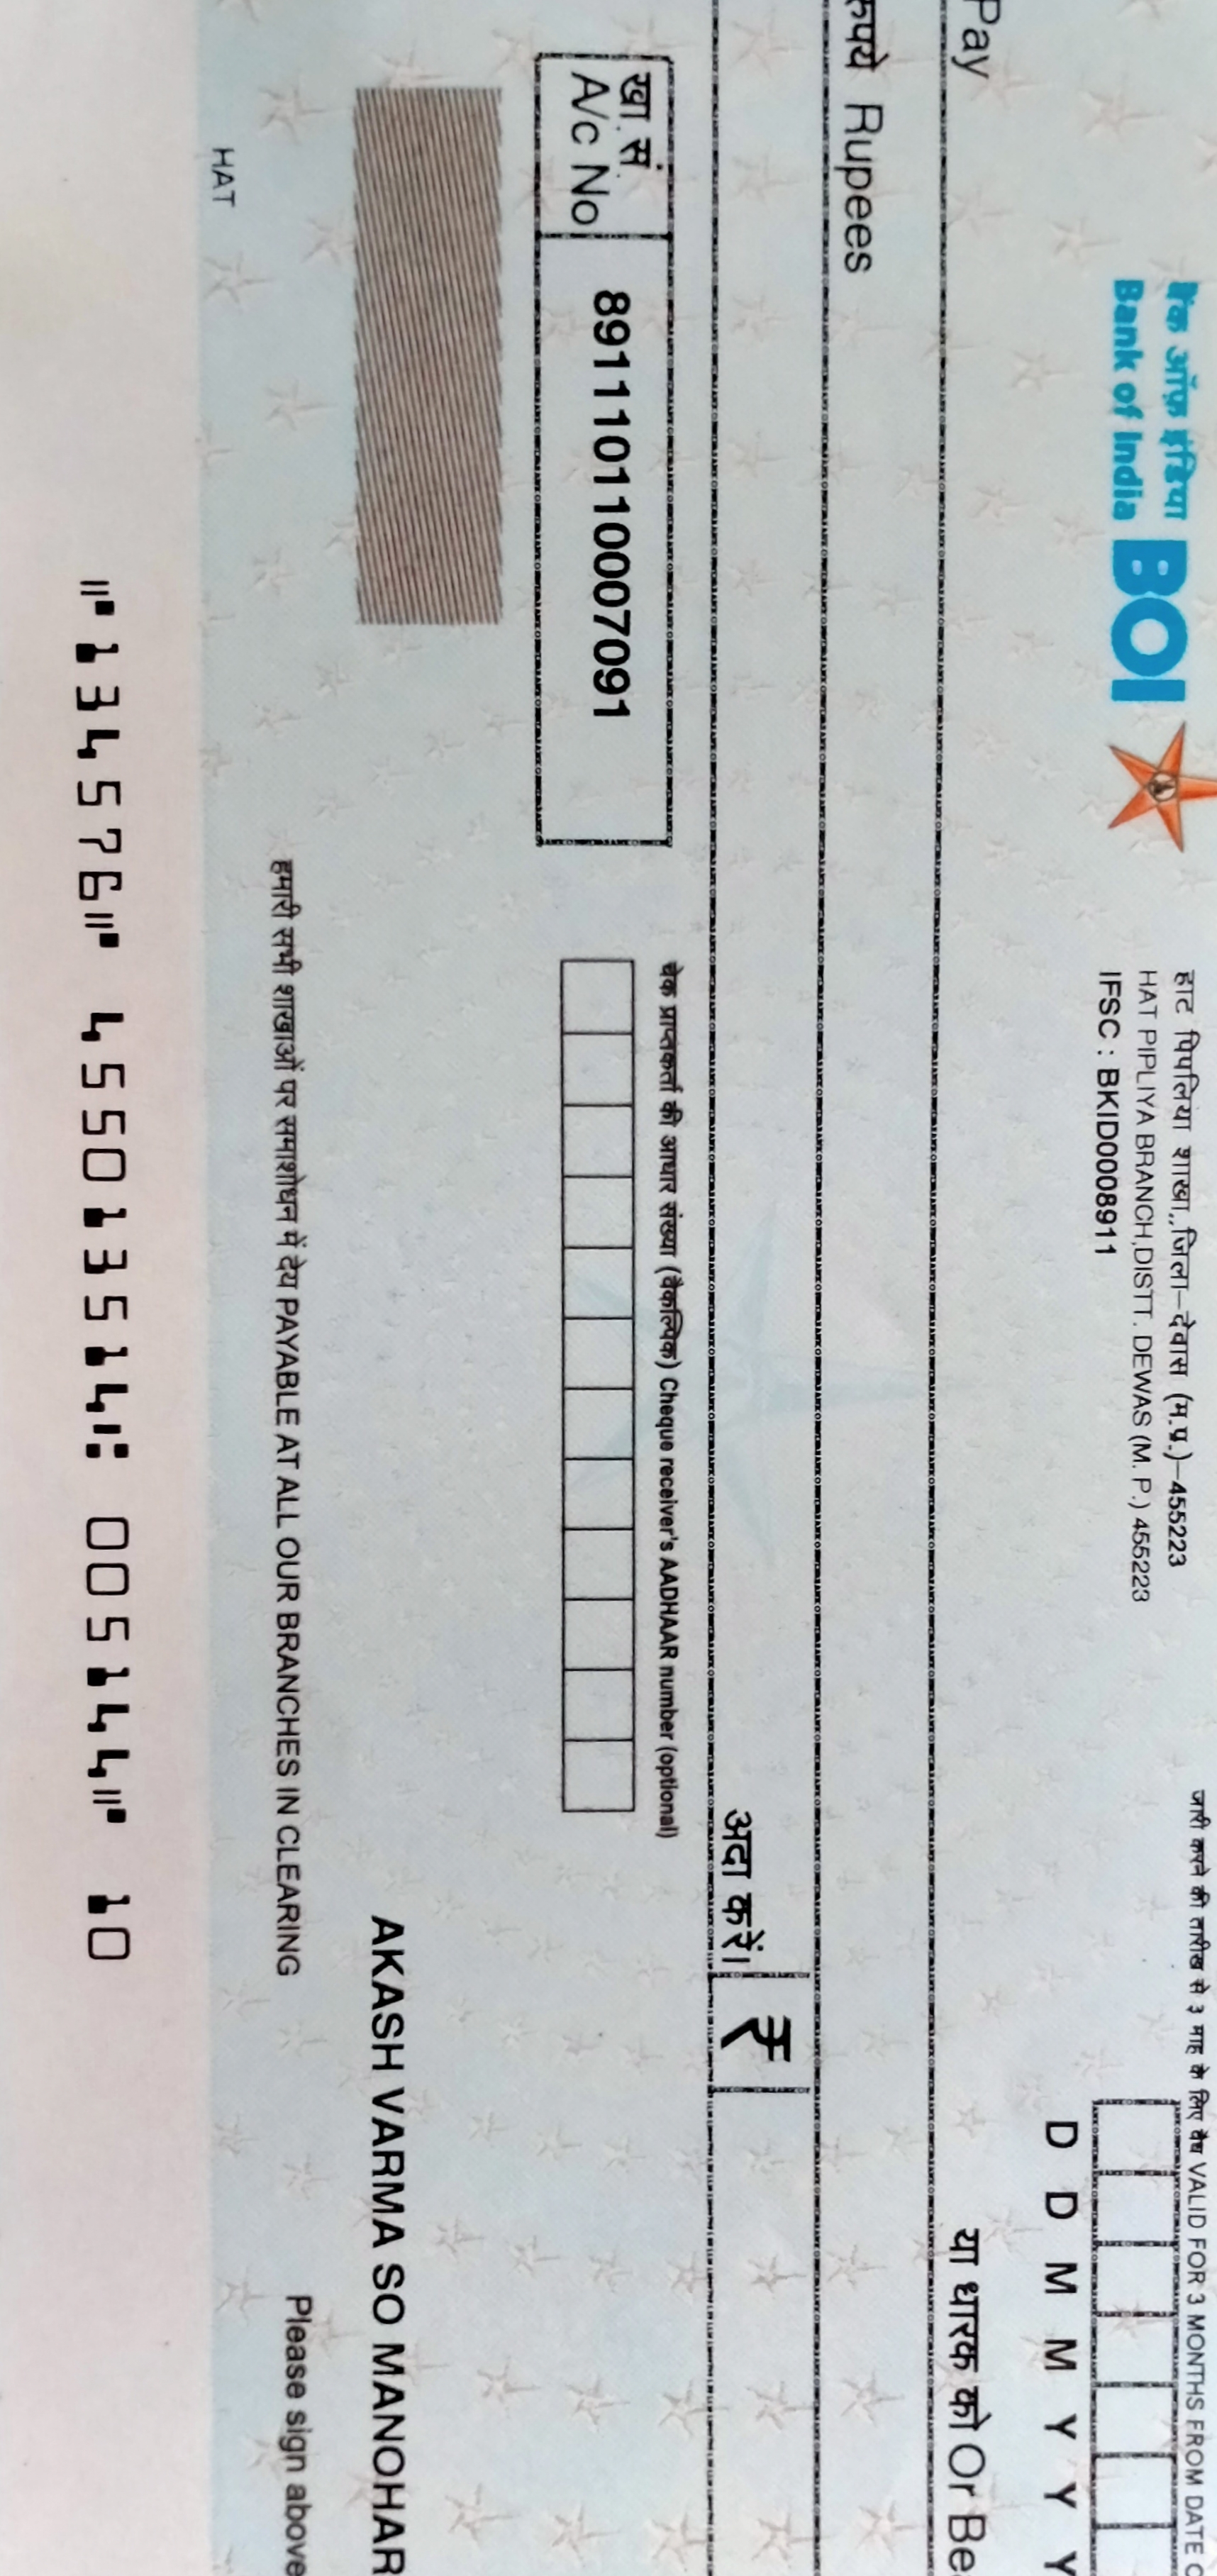 जारी करने की तारीख से ३ माह के लिए वैध VALID FOR 3 MONTHS FROM DATE
बैंक ऑफ़ इंडिया
Bank of India
BOI
हाट पिपलिया शाखा,,जिला–देवास (म.प्र.)–455223
HAT PIPLIYA BRANCH,DISTT. DEWAS (M. P.) 455223
IFSC : BKID0008911
D D M M Y Y Y
Pay
या धारक को Or
रुपये Rupees
अदा करें।
₹
खा. सं.
A/c No
891110110007091
चेक प्राप्तकर्ता की आधार संख्या (वैकल्पिक) Cheque receiver's AADHAAR number (optional)
AKASH VARMA SO MANOHAR
हमारी सभी शाखाओं पर समाशोधन में देय PAYABLE AT ALL OUR BRANCHES IN CLEARING
Please sign above
HAT
⑈134576⑈ 455013514⑆ 005144⑈ 10